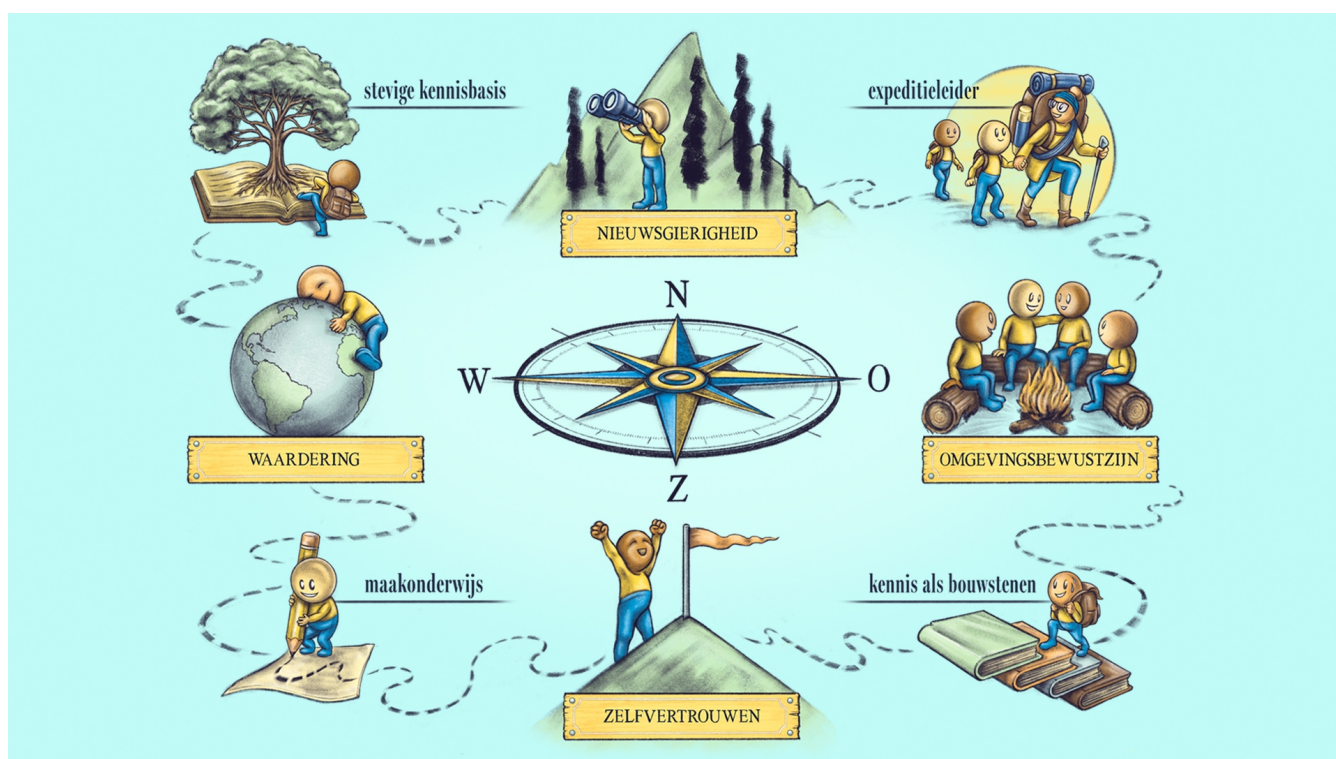 stevige kennisbasis
expeditieleider
NIEUWSGIERIGHEID
N
W
O
Z
WAARDERING
OMGEVINGSBEWUSTZIJN
maakonderwijs
kennis als bouwstenen
ZELFVERTROUWEN